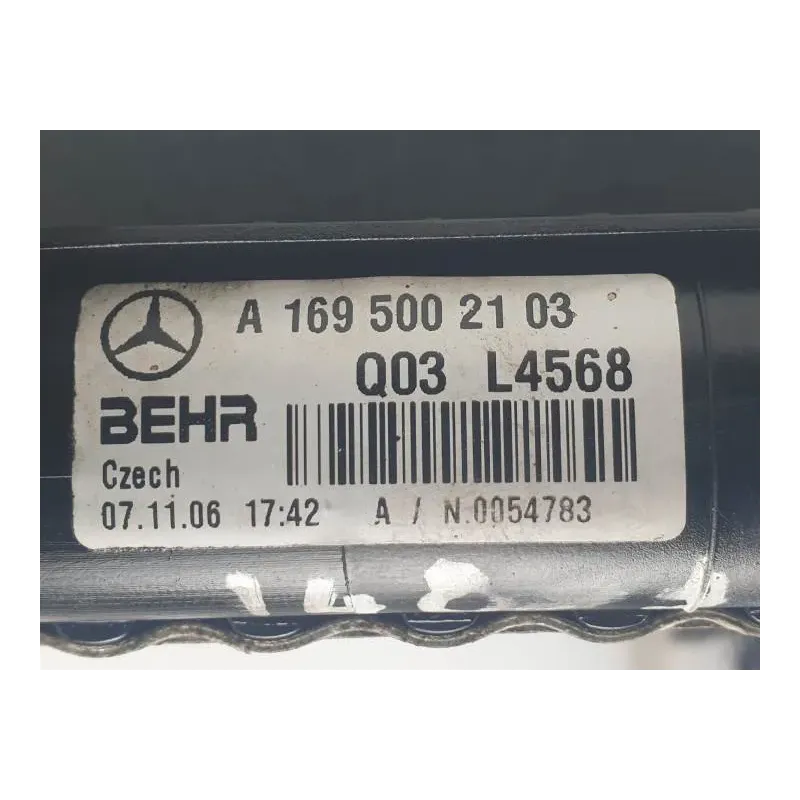 A 169 500 21 03
Q03 L4568
BEHR
Czech
07.11.06 17:42 A / N.0054783